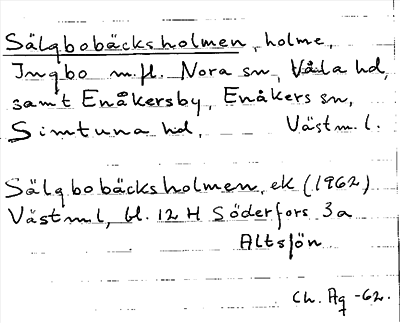 Sälgbobäcksholmen, holme,
Ingbo m.fl. Nora sn, Våla hd,
samt Enåkersby, Enåkers sn,
Simtuna hd, Västm. l.
Sälgbobäcksholmen, ek (1962)
Västml, bl. 12 H Söderfors 3a
Altsjön
Ch. Ag -62.